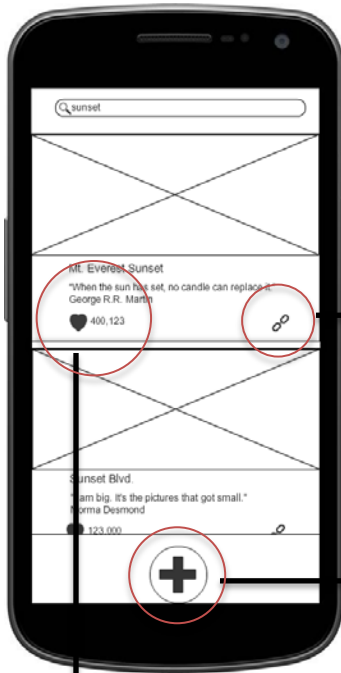 sunset
Mt. Everest Sunset
"When the sun has set, no candle can replace it."
George R.R. Martin
400,123
Sunset Blvd.
"I am big. It's the pictures that got small."
Norma Desmond
123,000